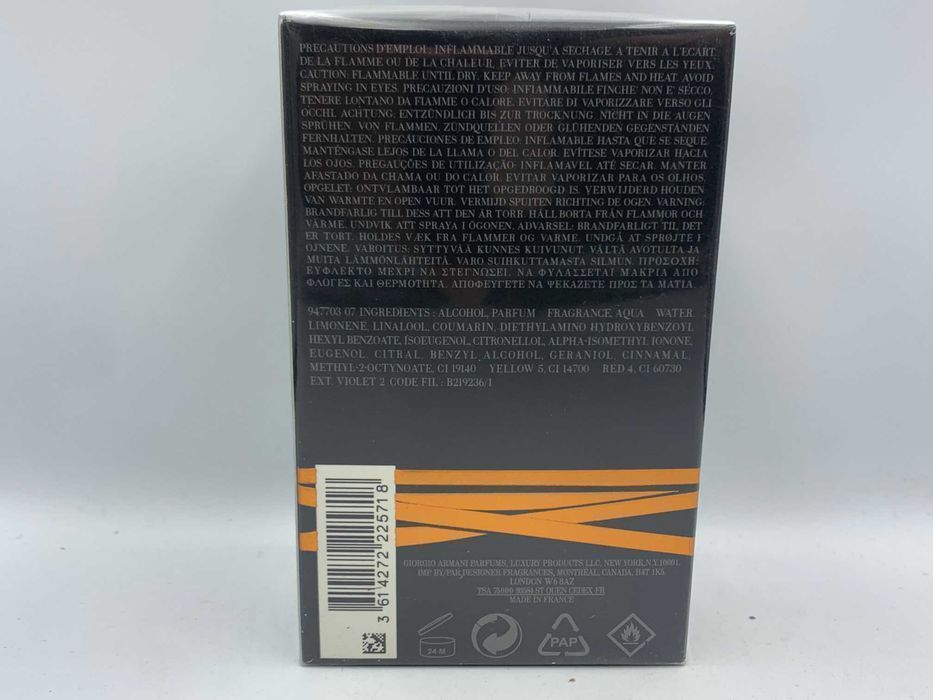 PRECAUTIONS D'EMPLOI: INFLAMMABLE JUSQU'A SECHAGE. A TENIR A L'ECART
DE LA FLAMME OU DE LA CHALEUR, EVITER DE VAPORISER VERS LES YEUX.
CAUTION: FLAMMABLE UNTIL DRY. KEEP AWAY FROM FLAMES AND HEAT. AVOID
SPRAYING IN EYES. PRECAUZIONI D'USO: INFIAMMABILE FINCHE' NON E' SECCO.
TENERE LONTANO DA FIAMME O CALORE. EVITARE DI VAPORIZZARE VERSO GLI
OCCHI. ACHTUNG: ENTZÜNDLICH BIS ZUR TROCKNUNG. NICHT IN DIE AUGEN
SPRÜHEN. VON FLAMMEN, ZÜNDQUELLEN ODER GLÜHENDEN GEGENSTÄNDEN
FERNHALTEN. PRECAUCIONES DE EMPLEO: INFLAMABLE HASTA QUE SE SEQUE.
MANTÉNGASE LEJOS DE LA LLAMA O DEL CALOR. EVÍTESE VAPORIZAR HACIA
LOS OJOS. PREGAUÇÕES DE UTILIZAÇÃO: INFLAMAVEL ATÉ SECAR. MANTER
AFASTADO DA CHAMA OU DO CALOR. EVITAR VAPORIZAR PARA OS OLHOS.
OPGELET: ONTVLAMBAAR TOT HET OPGEDROOGD IS. VERWIJDERD HOUDEN
VAN WARMTE EN OPEN VUUR. VERMIJD SPUITEN RICHTING DE OGEN. VARNING:
BRANDFARLIG TILL DESS ATT DEN ÄR TORR. HÅLL BORTA FRÅN FLAMMOR OCH
VÄRME. UNDVIK ATT SPRAYA I ÖGONEN. ADVARSEL: BRANDFARLIGT TIL DET
ER TORT. HOLDES VÆK FRA FLAMMER OG VARME. UNDGÅ AT SPRØJTE I
ØJNENE. VAROITUS: SYTTYVÄÄ KUNNES KUIVUNUT. VÄLTÄ AVOTULTA JA
MUITA LÄMMÖNLÄHTEITÄ. VARO SUIHKUTTAMASTA SILMUN. ΠΡΟΣΟΧΗ:
ΕΥΦΛΕΚΤΟ ΜΕΧΡΙ ΝΑ ΣΤΕΓΝΩΣΕΙ. ΝΑ ΦΥΛΑΣΣΕΤΑΙ ΜΑΚΡΙΑ ΑΠΟ
ΦΛΟΓΕΣ ΚΑΙ ΘΕΡΜΟΤΗΤΑ. ΑΠΟΦΕΥΓΕΤΕ ΝΑ ΨΕΚΑΖΕΤΕ ΠΡΟΣ ΤΑ ΜΑΤΙΑ.
947703 07 INGREDIENTS : ALCOHOL, PARFUM FRAGRANCE, AQUA WATER,
LIMONENE, LINALOOL, COUMARIN, DIETHYLAMINO HYDROXYBENZOYL
HEXYL BENZOATE, ISOEUGENOL, CITRONELLOL, ALPHA-ISOMETHYL IONONE,
EUGENOL, CITRAL, BENZYL ALCOHOL, GERANIOL, CINNAMAL,
METHYL-2-OCTYNOATE, CI 19140 YELLOW 5, CI 14700 RED 4, CI 60730
EXT. VIOLET 2 CODE FIL : B219236/1
3 614272 225718
GIORGIO ARMANI PARFUMS, LUXURY PRODUCTS LLC, NEW YORK, N.Y. 10001.
IMP. BY/PAR DESIGNER FRAGRANCES, MONTRÉAL, CANADA, H4T 1K5.
LONDON W6 8AZ
TSA 75000 93584 ST OUEN CEDEX FR
MADE IN FRANCE
24 M
PAP